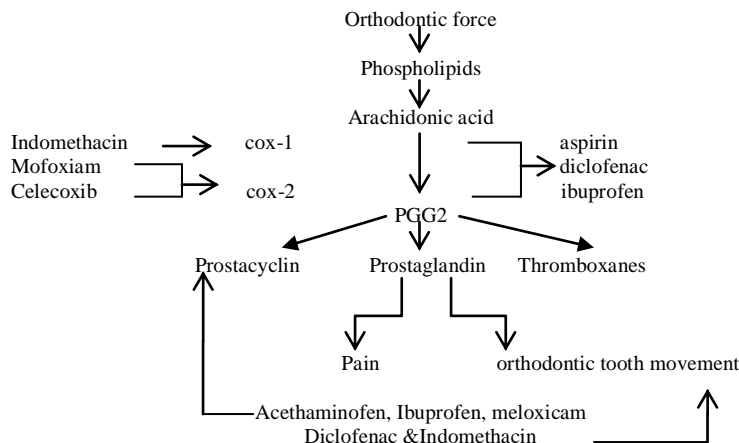 Orthodontic force
Phospholipids
Arachidonic acid
Indomethacin cox-1 aspirin
Mofoxiam diclofenac
Celecoxib cox-2 ibuprofen
PGG2
Prostacyclin Prostaglandin Thromboxanes
Pain orthodontic tooth movement
Acethaminofen, Ibuprofen, meloxicam
Diclofenac &Indomethacin